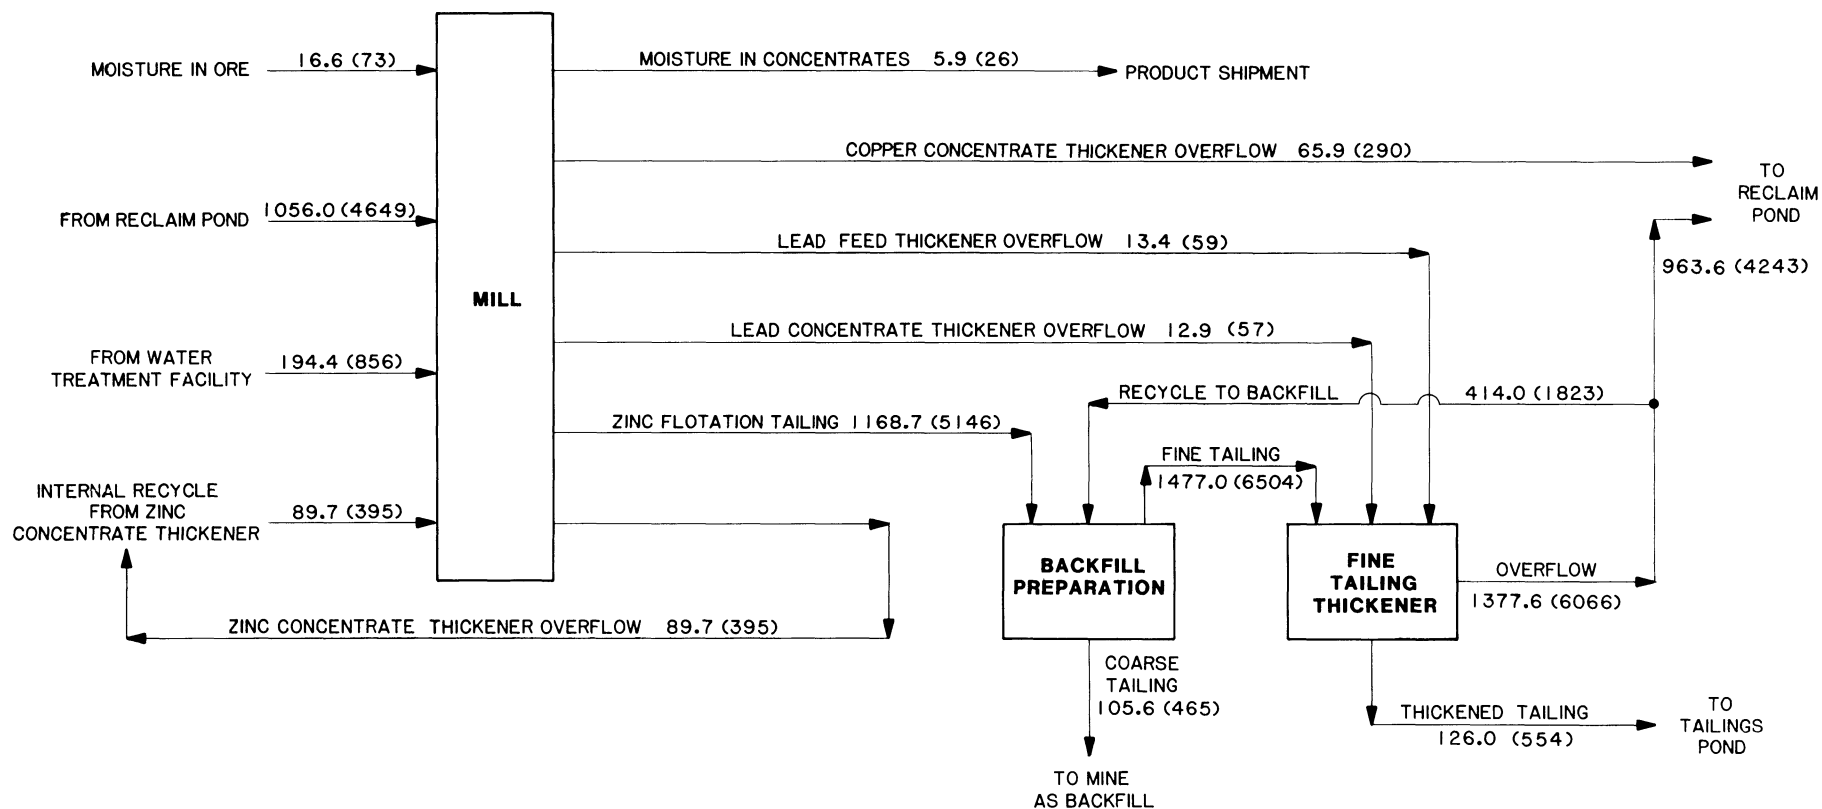 MOISTURE IN ORE
16.6 (73)
MOISTURE IN CONCENTRATES 5.9 (26)
PRODUCT SHIPMENT
COPPER CONCENTRATE THICKENER OVERFLOW 65.9 (290)
TO
RECLAIM
POND
FROM RECLAIM POND
1056.0 (4649)
LEAD FEED THICKENER OVERFLOW 13.4 (59)
963.6 (4243)
MILL
LEAD CONCENTRATE THICKENER OVERFLOW 12.9 (57)
FROM WATER
TREATMENT FACILITY
194.4 (856)
RECYCLE TO BACKFILL 414.0 (1823)
ZINC FLOTATION TAILING 1168.7 (5146)
FINE TAILING
1477.0 (6504)
INTERNAL RECYCLE
FROM ZINC
CONCENTRATE THICKENER
89.7 (395)
BACKFILL
PREPARATION
FINE
TAILING
THICKENER
OVERFLOW
1377.6 (6066)
ZINC CONCENTRATE THICKENER OVERFLOW 89.7 (395)
COARSE
TAILING
105.6 (465)
THICKENED TAILING
126.0 (554)
TO
TAILINGS
POND
TO MINE
AS BACKFILL